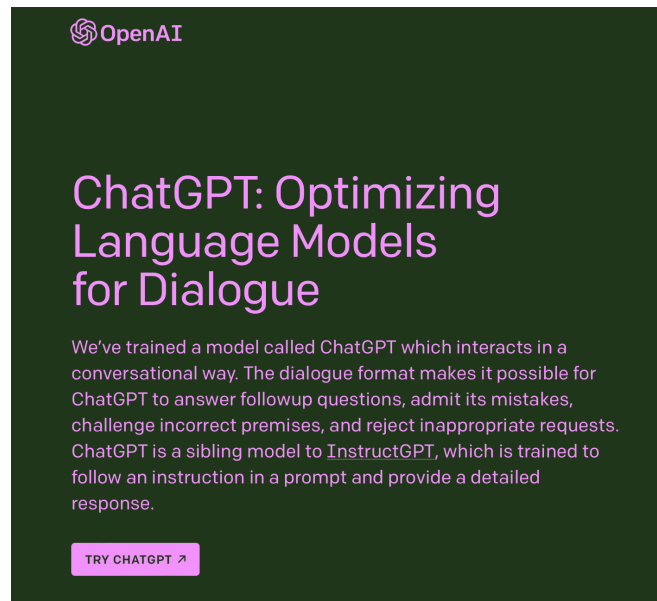 OpenAI
ChatGPT: Optimizing
Language Models
for Dialogue
We’ve trained a model called ChatGPT which interacts in a
conversational way. The dialogue format makes it possible for
ChatGPT to answer followup questions, admit its mistakes,
challenge incorrect premises, and reject inappropriate requests.
ChatGPT is a sibling model to InstructGPT, which is trained to
follow an instruction in a prompt and provide a detailed
response.
TRY CHATGPT ↗